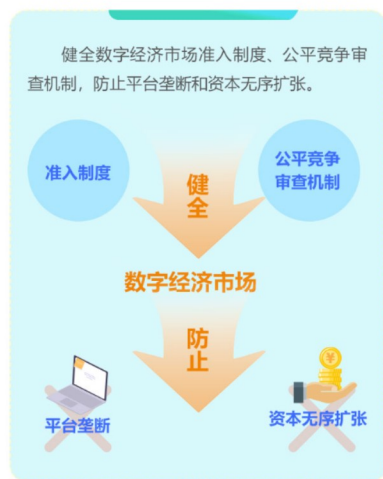 健全数字经济市场准入制度、公平竞争审
查机制，防止平台垄断和资本无序扩张。
准入制度
公平竞争
审查机制
健全
数字经济市场
防止
平台垄断
资本无序扩张